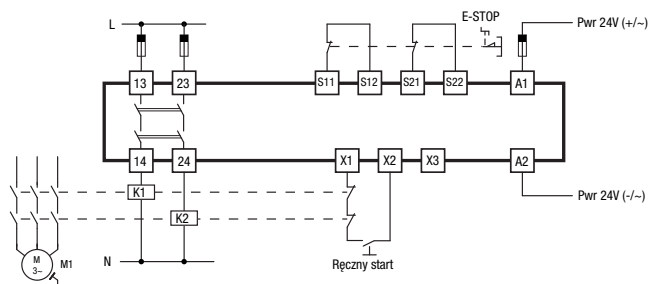 L
E-STOP
Pwr 24V (+/~)
13
23
S11
S12
S21
S22
A1
14
24
X1
X2
X3
A2
K1
Pwr 24V (-/~)
K2
M
3~
M1
N
Ręczny start